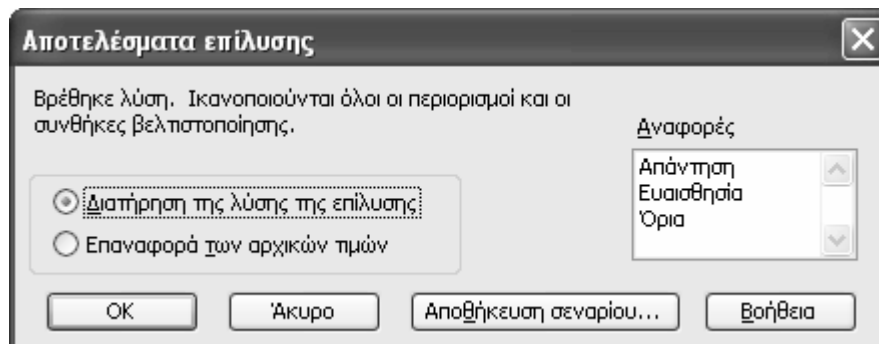 Αποτελέσματα επίλυσης
Βρέθηκε λύση. Ικανοποιούνται όλοι οι περιορισμοί και οι
συνθήκες βελτιστοποίησης.
Αναφορές
Απάντηση
Ευαισθησία
Όρια
Διατήρηση της λύσης της επίλυσης
Επαναφορά των αρχικών τιμών
OK
Άκυρο
Αποθήκευση σεναρίου...
Βοήθεια